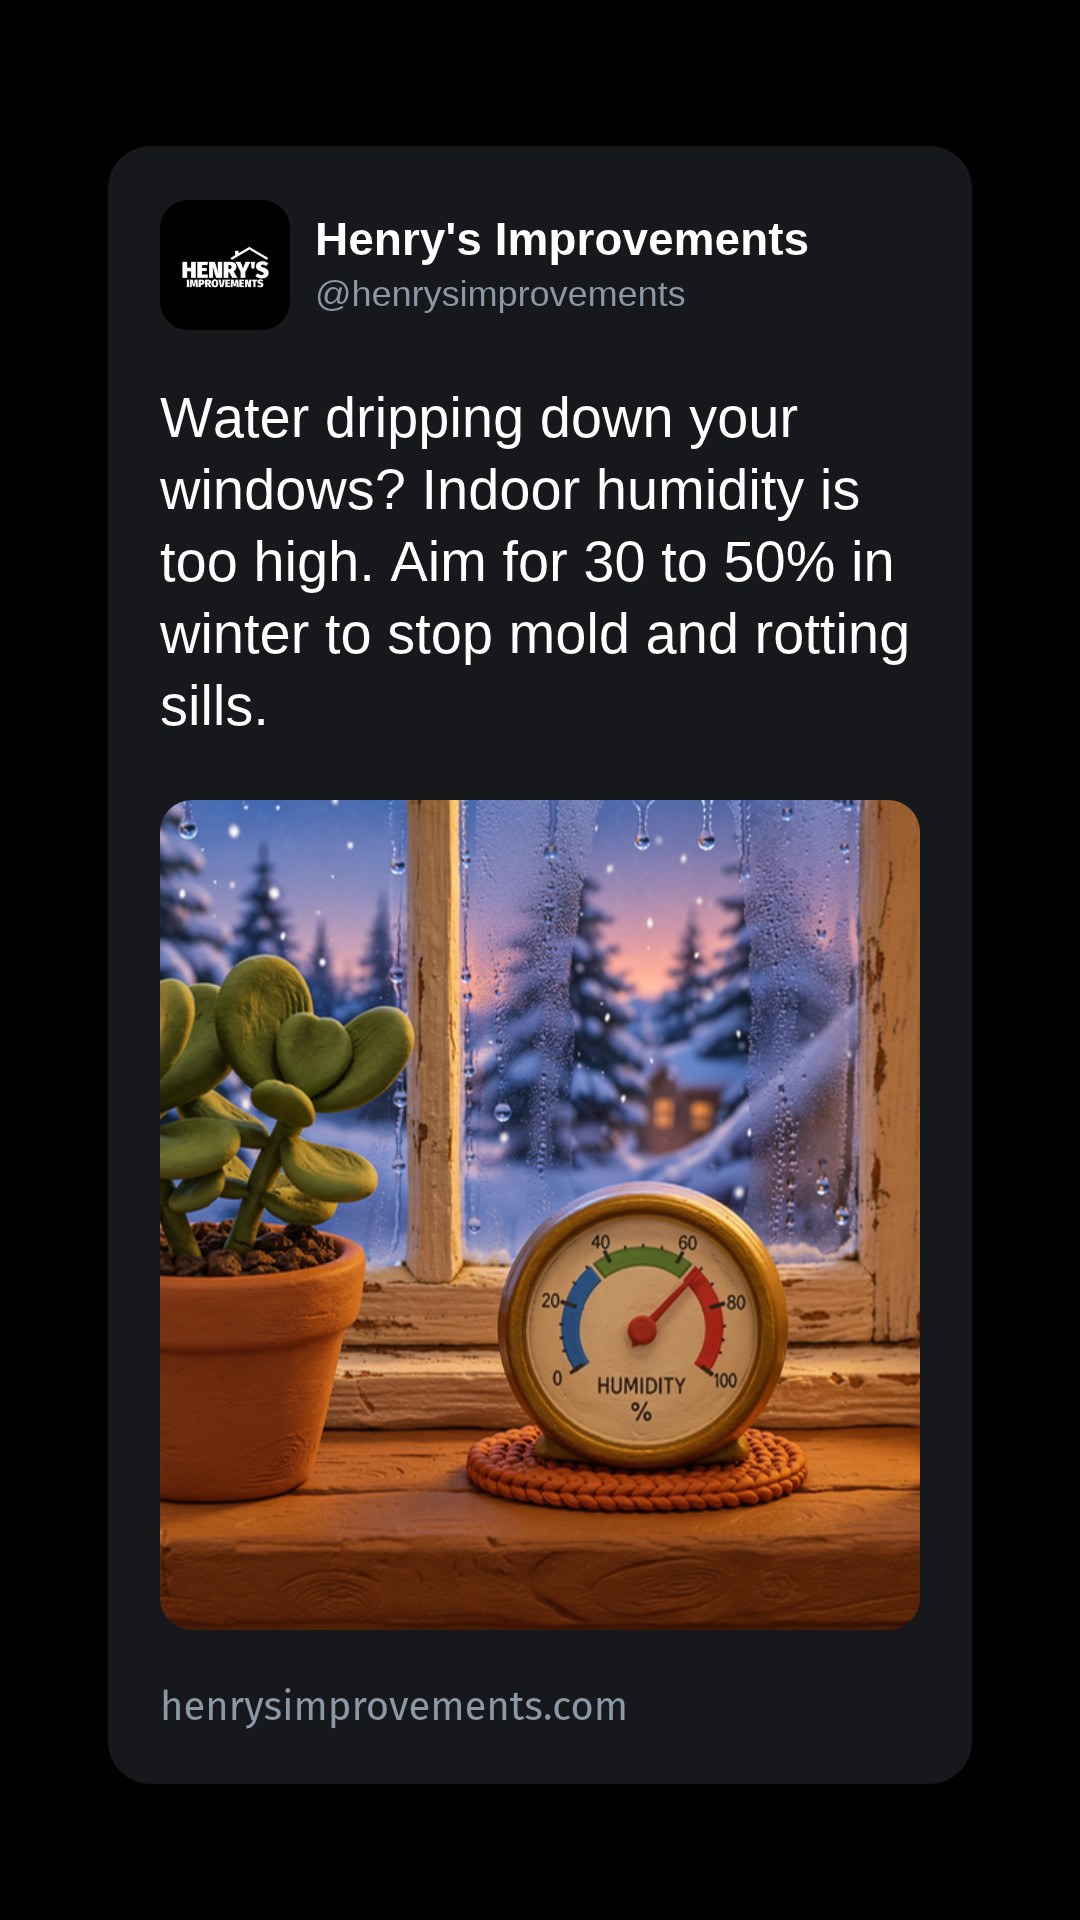 HENRY'S
IMPROVEMENTS
Henry's Improvements
@henrysimprovements
Water dripping down your
windows? Indoor humidity is
too high. Aim for 30 to 50% in
winter to stop mold and rotting
sills.
40 60
20 80
0 100
HUMIDITY
%
henrysimprovements.com